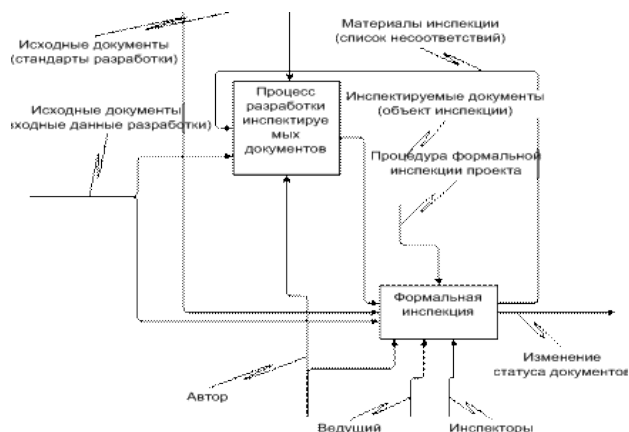 Исходные документы
(стандарты разработки)
Материалы инспекции
(список несоответствий)
Процесс
разработки
инспектируе
мых
документов
Инспектируемые документы
(объект инспекции)
Исходные документы
входные данные разработки)
Процедура формальной
инспекции проекта
Формальная
инспекция
Изменение
статуса документов
Автор
Ведущий
Инспекторы